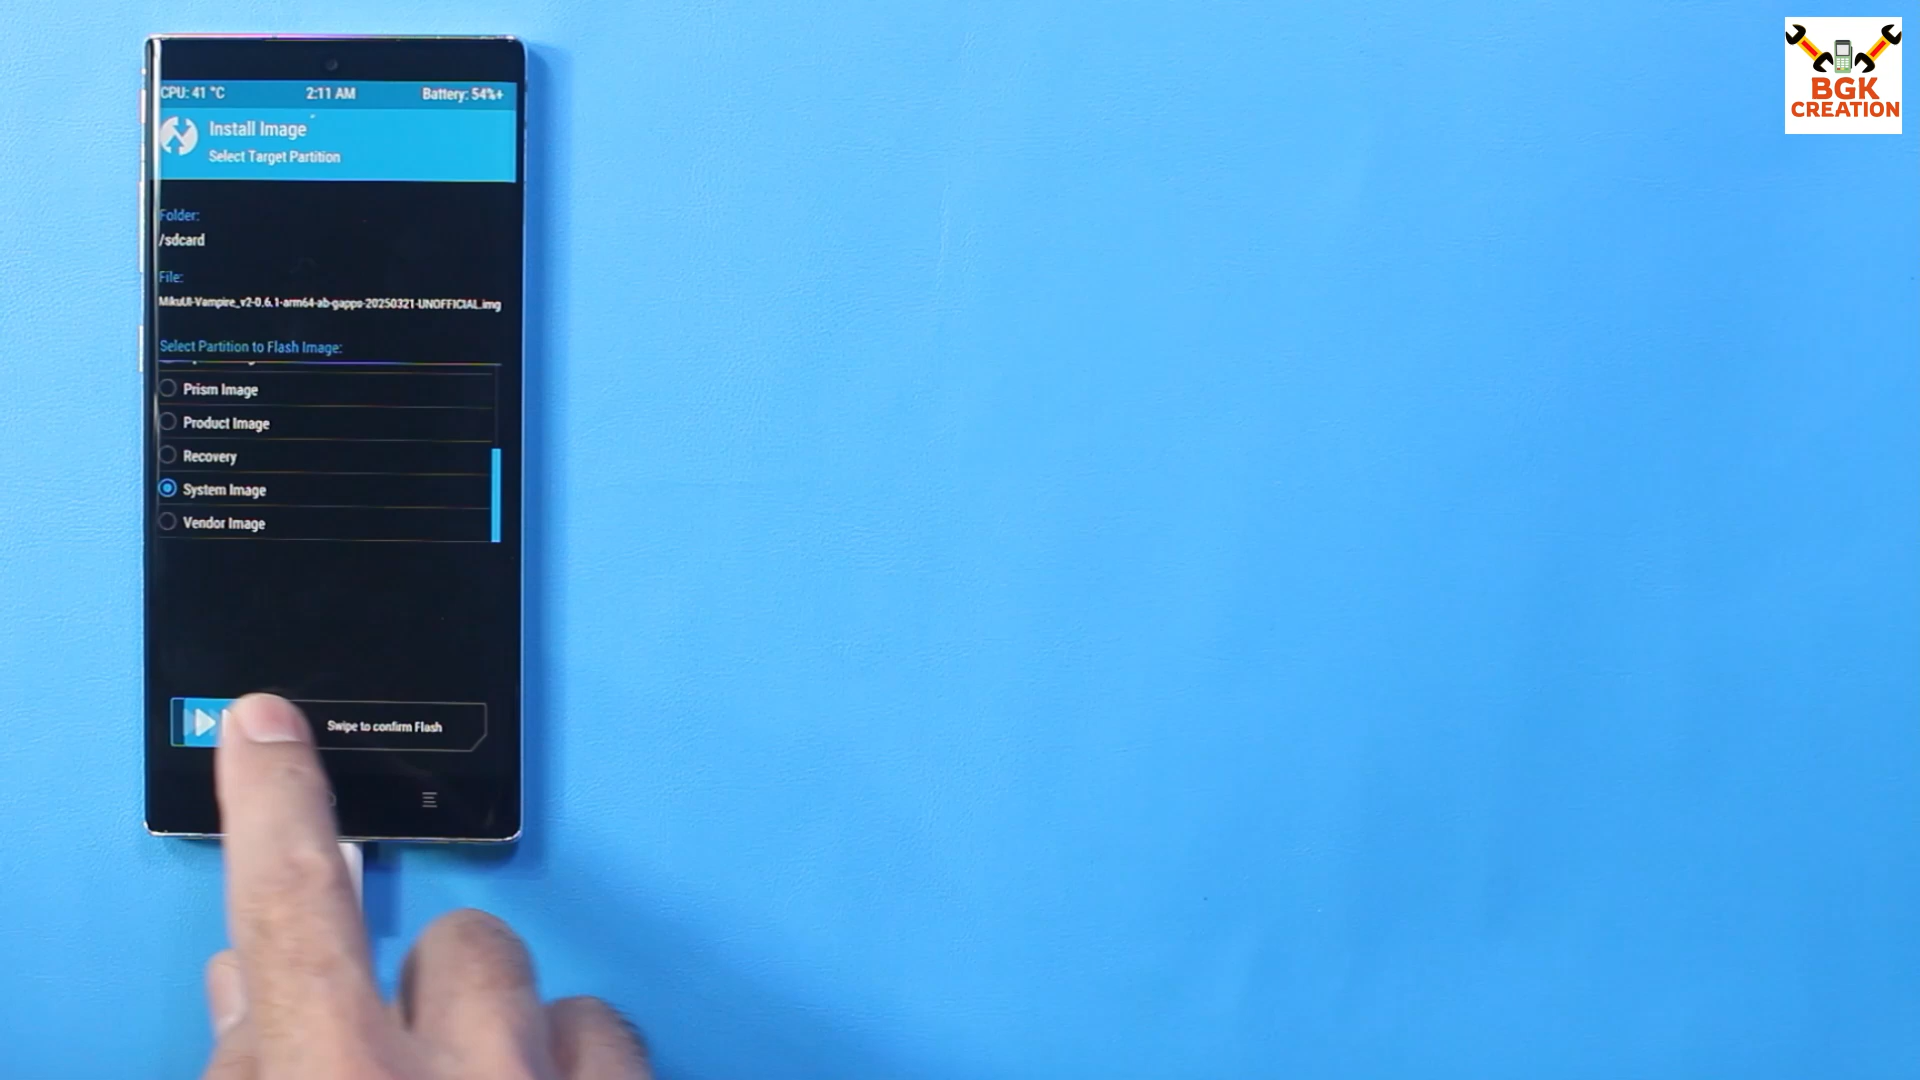 CPU: 41 °C
2:11 AM
Battery: 54%+
Install Image
Select Target Partition
Folder:
/sdcard
File:
MikuUI-Vampire_v2-0.6.1-arm64-ab-gapps-20250321-UNOFFICIAL.img
Select Partition to Flash Image:
Prism Image
Product Image
Recovery
System Image
Vendor Image
Swipe to confirm Flash
BGK
CREATION